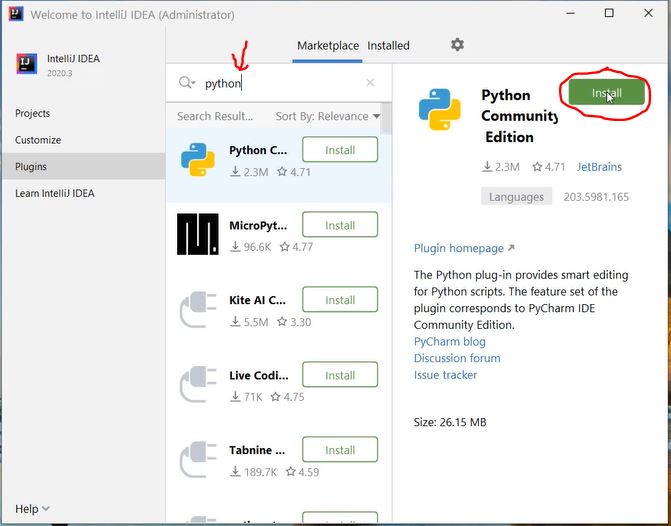 Welcome to IntelliJ IDEA (Administrator)
IJ
IntelliJ IDEA
2020.3
Projects
Customize
Plugins
Learn IntelliJ IDEA
Help
Marketplace Installed
python
Search Result... Sort By: Relevance
Python C... Install
2.3M 4.71
MicroPyt... Install
96.6K 4.77
Kite AI C... Install
5.5M 3.30
Live Codi... Install
71K 4.75
Tabnine ... Install
189.7K 4.59
Python
Community
Edition
Install
2.3M 4.71 JetBrains
Languages 203.5981.165
Plugin homepage
The Python plug-in provides smart editing
for Python scripts. The feature set of the
plugin corresponds to PyCharm IDE
Community Edition.
PyCharm blog
Discussion forum
Issue tracker
Size: 26.15 MB